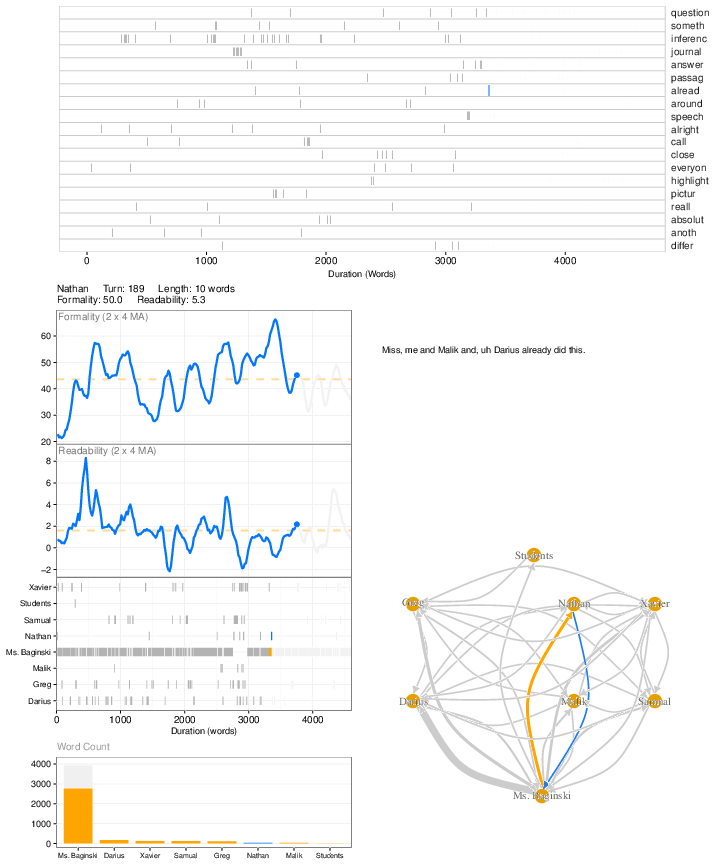 question
someth
inferenc
journal
answer
passag
alread
around
speech
alright
call
close
everyon
highlight
pictur
reall
absolut
anoth
differ
0 1000 2000 3000 4000
Duration (Words)
Nathan Turn: 189 Length: 10 words
Formality: 50.0 Readability: 5.3
Formality (2 x 4 MA)
60
50
40
30
20
Miss, me and Malik and, uh Darius already did this.
Readability (2 x 4 MA)
8
6
4
2
0
−2
Xavier
Students
Samual
Nathan
Ms. Baginski
Malik
Greg
Darius
0 1000 2000 3000 4000
Duration (words)
Students
Greg Nathan Xavier
Darius Malik Samual
Ms. Baginski
Word Count
4000
3000
2000
1000
0
Ms. Baginski Darius Xavier Samual Greg Nathan Malik Students